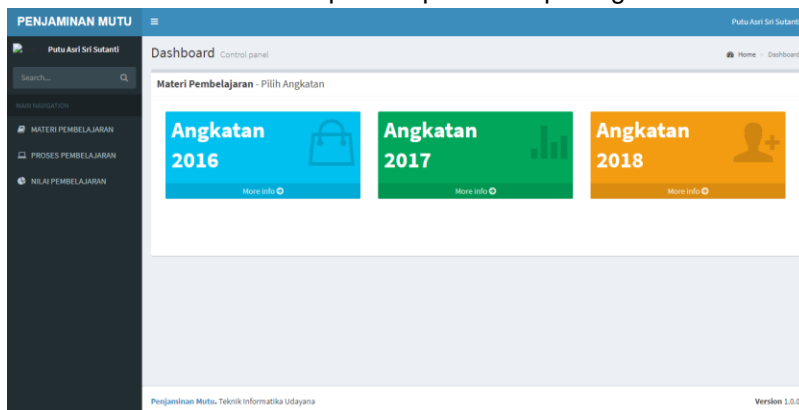 PENJAMINAN MUTU
Putu Asri Sri Sutanti
Putu Asri Sri Sutanti
Dashboard Control panel
Home > Dashboard
Search...
Materi Pembelajaran - Pilih Angkatan
MAIN NAVIGATION
MATERI PEMBELAJARAN
PROSES PEMBELAJARAN
NILAI PEMBELAJARAN
Angkatan
2016
More info
Angkatan
2017
More info
Angkatan
2018
More info
Penjaminan Mutu. Teknik Informatika Udayana
Version 1.0.0